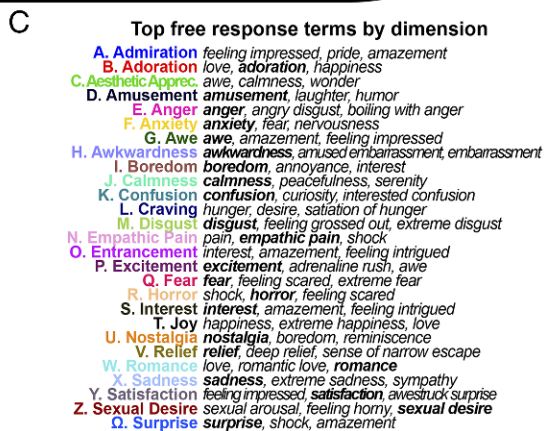 C
Top free response terms by dimension
A. Admiration feeling impressed, pride, amazement
B. Adoration love, adoration, happiness
C. Aesthetic Apprec. awe, calmness, wonder
D. Amusement amusement, laughter, humor
E. Anger anger, angry disgust, boiling with anger
F. Anxiety anxiety, fear, nervousness
G. Awe awe, amazement, feeling impressed
H. Awkwardness awkwardness, amused embarrassment, embarrassment
I. Boredom boredom, annoyance, interest
J. Calmness calmness, peacefulness, serenity
K. Confusion confusion, curiosity, interested confusion
L. Craving hunger, desire, satiation of hunger
M. Disgust disgust, feeling grossed out, extreme disgust
N. Empathic Pain pain, empathic pain, shock
O. Entrancement interest, amazement, feeling intrigued
P. Excitement excitement, adrenaline rush, awe
Q. Fear fear, feeling scared, extreme fear
R. Horror shock, horror, feeling scared
S. Interest interest, amazement, feeling intrigued
T. Joy happiness, extreme happiness, love
U. Nostalgia nostalgia, boredom, reminiscence
V. Relief relief, deep relief, sense of narrow escape
W. Romance love, romantic love, romance
X. Sadness sadness, extreme sadness, sympathy
Y. Satisfaction feeling impressed, satisfaction, awestruck surprise
Z. Sexual Desire sexual arousal, feeling horny, sexual desire
Ω. Surprise surprise, shock, amazement